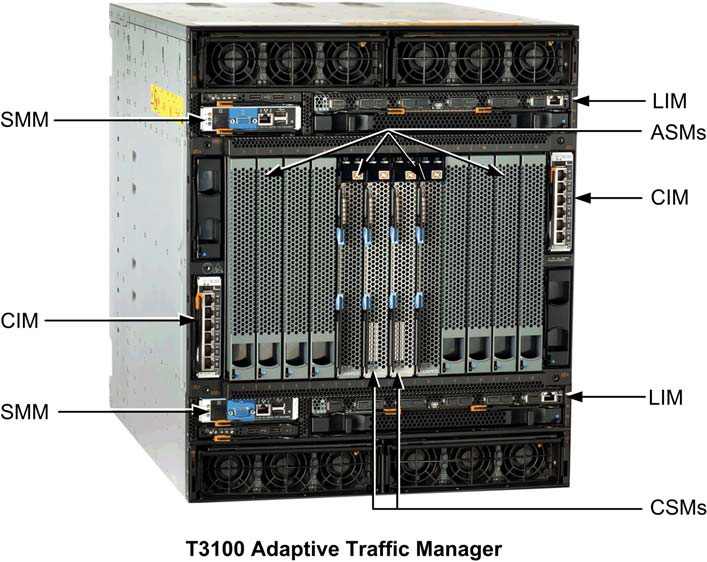 SMM
LIM
ASMs
CIM
CIM
SMM
LIM
CSMs
T3100 Adaptive Traffic Manager